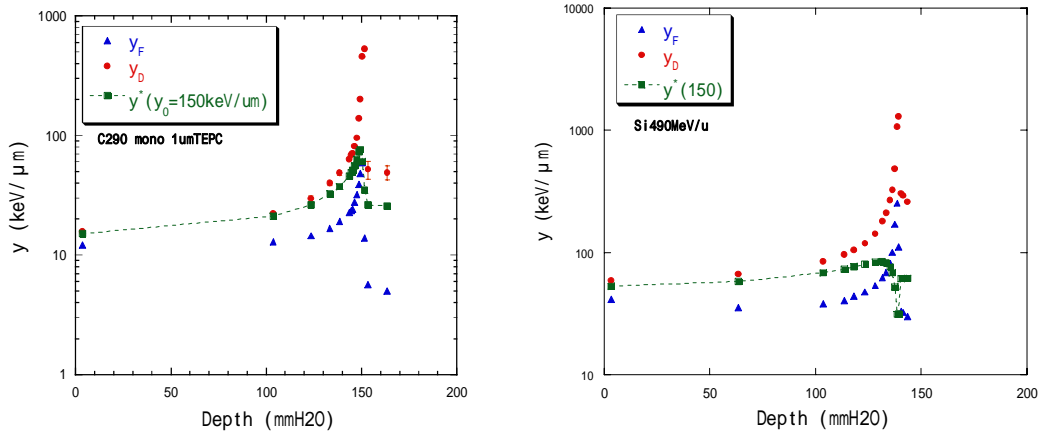 1000
100
10
1
y (keV/μm)
y_F
y_D
y*(y_0=150keV/um)
C290 mono 1umTEPC
0 50 100 150 200
Depth (mmH2O)
10000
1000
100
10
y (keV/μm)
y_F
y_D
y*(150)
Si490MeV/u
0 50 100 150 200
Depth (mmH2O)